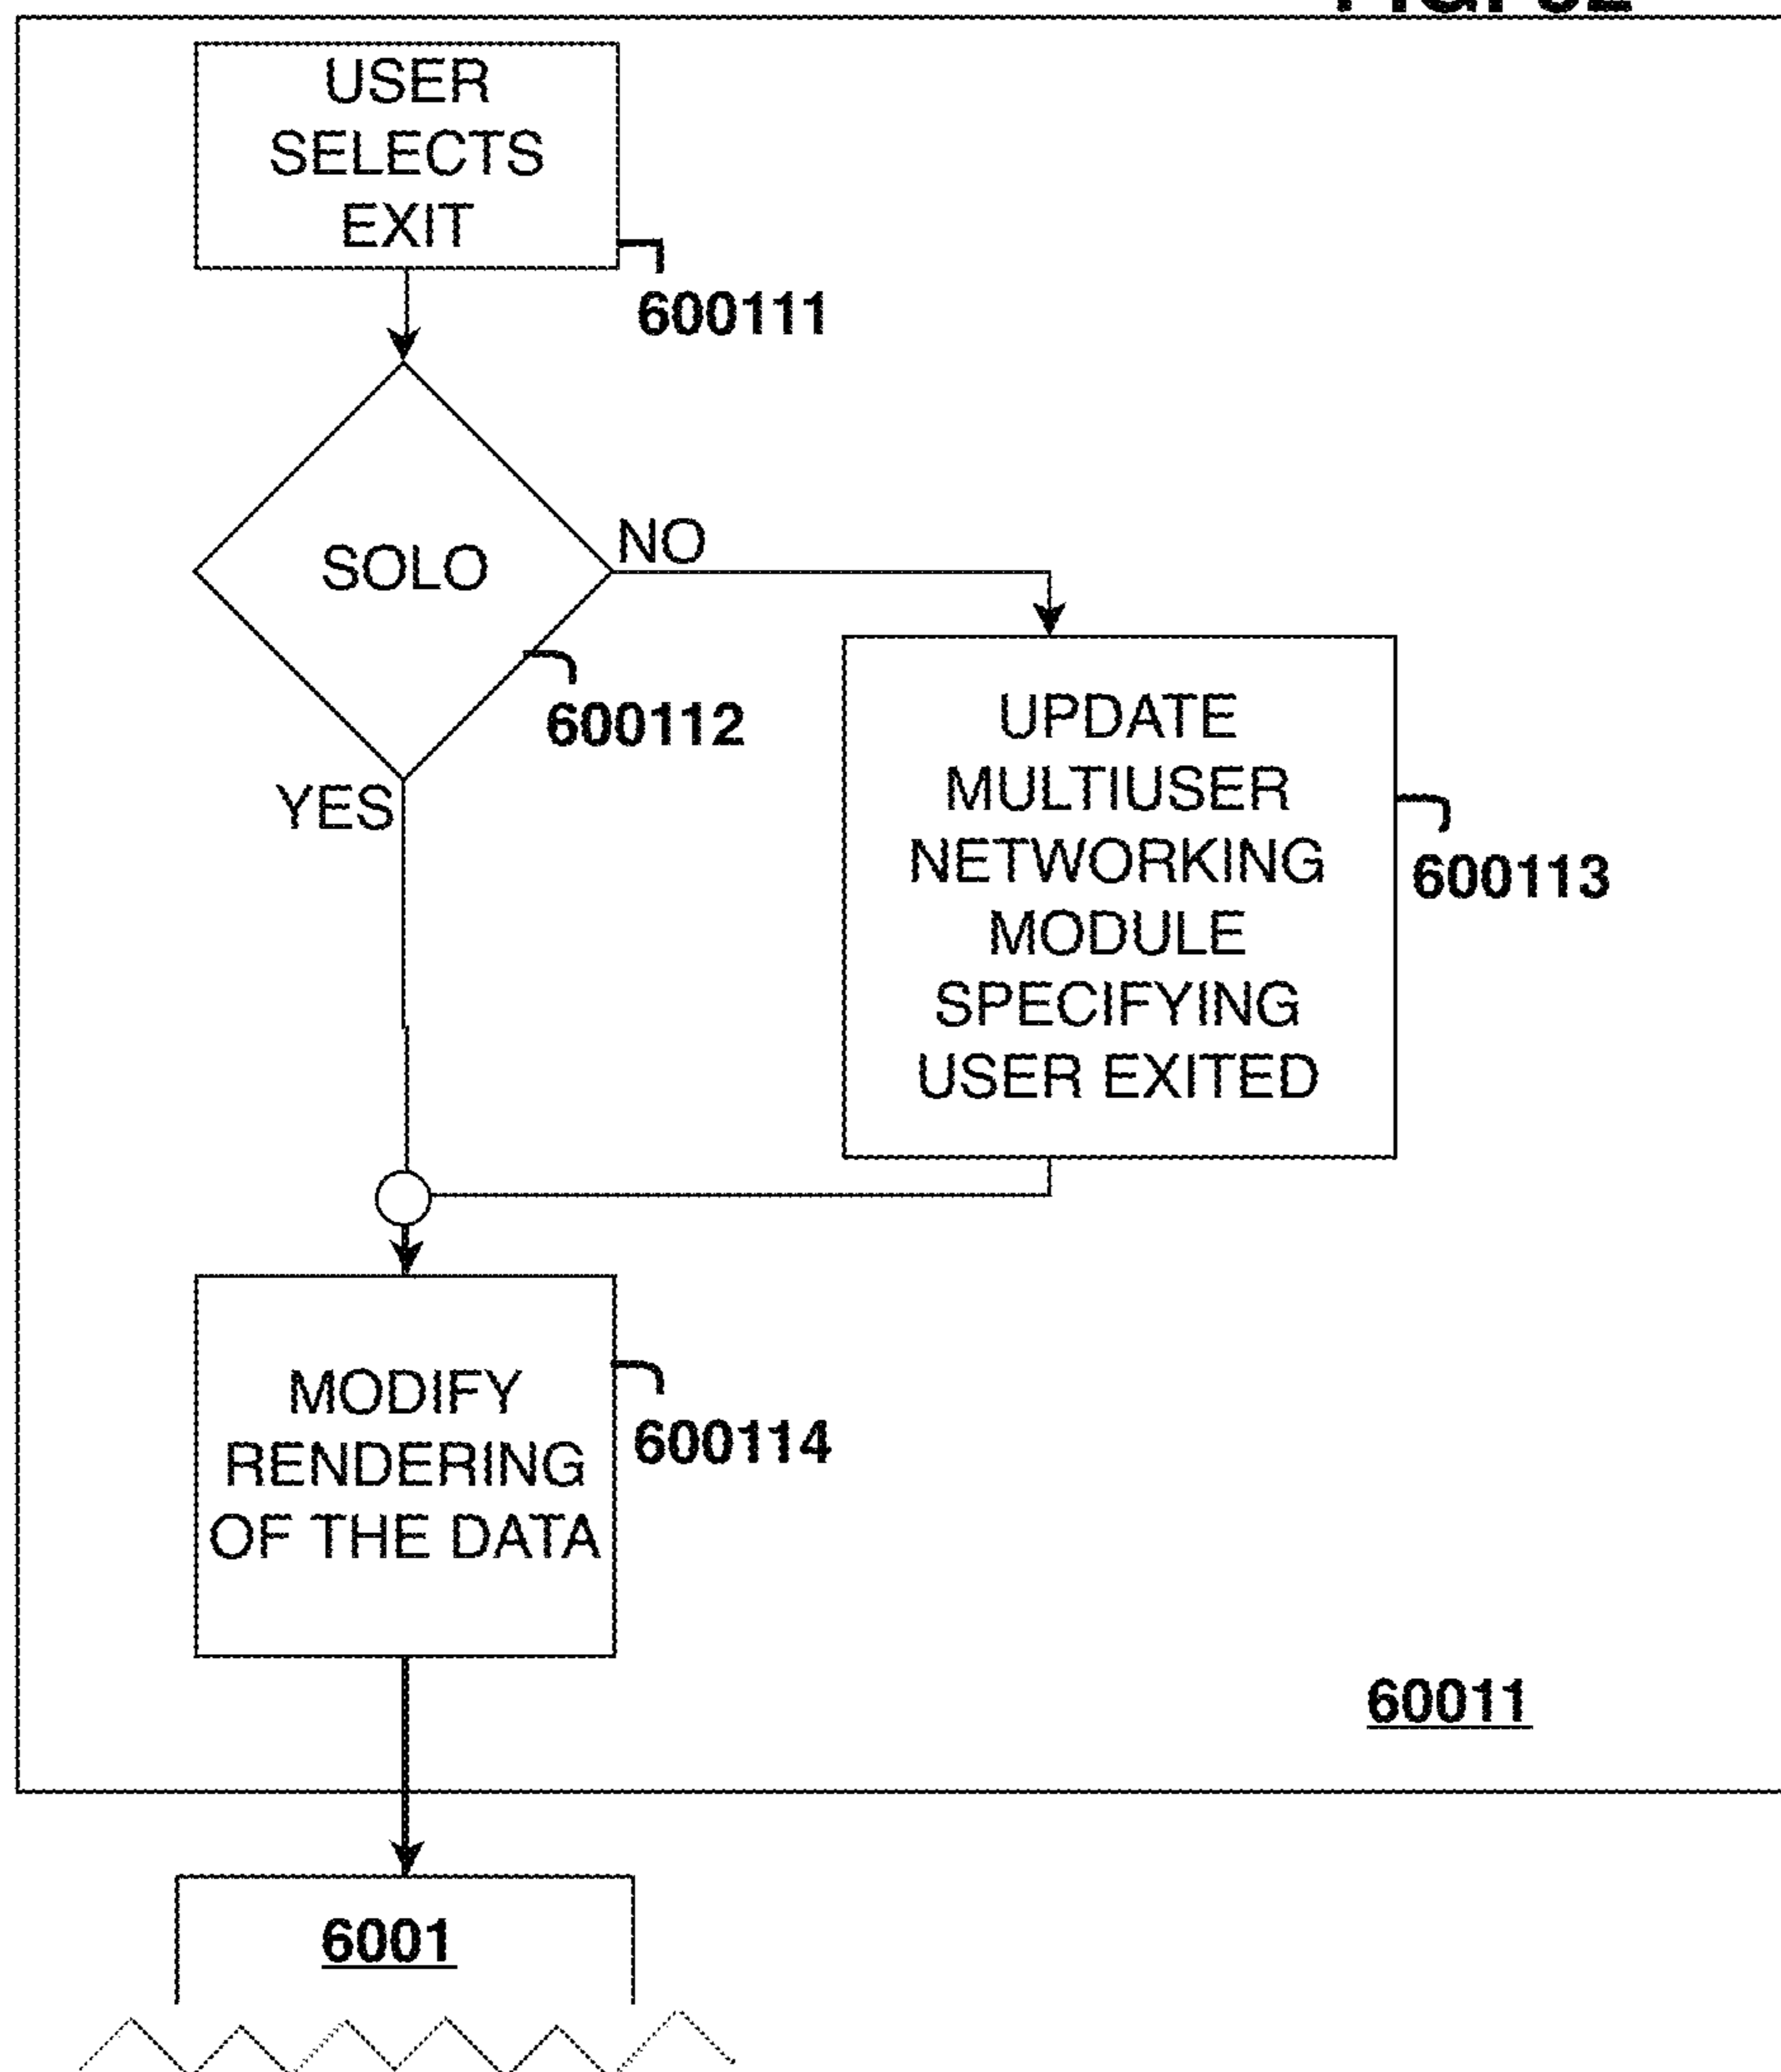 USER
SELECTS
EXIT
600111
SOLO
NO
600112
YES
UPDATE
MULTIUSER
NETWORKING
MODULE
SPECIFYING
USER EXITED
600113
MODIFY
RENDERING
OF THE DATA
600114
60011
6001